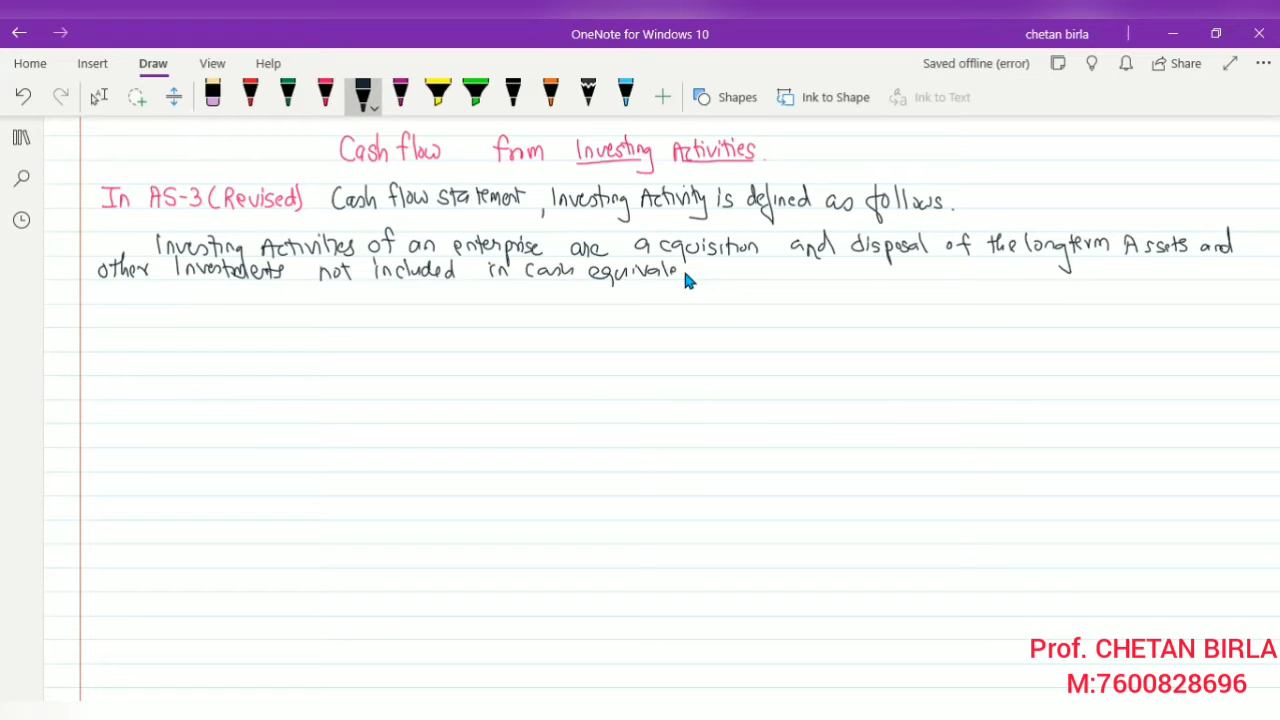 OneNote for Windows 10
chetan birla
Home Insert Draw View Help
Saved offline (error) Share
Shapes Ink to Shape Ink to Text
Cash flow from Investing Activities.
In AS-3 (Revised) Cash flow statement, Investing Activity is defined as follows.
Investing Activities of an enterprise are acquisition and disposal of the longterm Assets and
other Investments not included in cash equivale
Prof. CHETAN BIRLA
M:7600828696